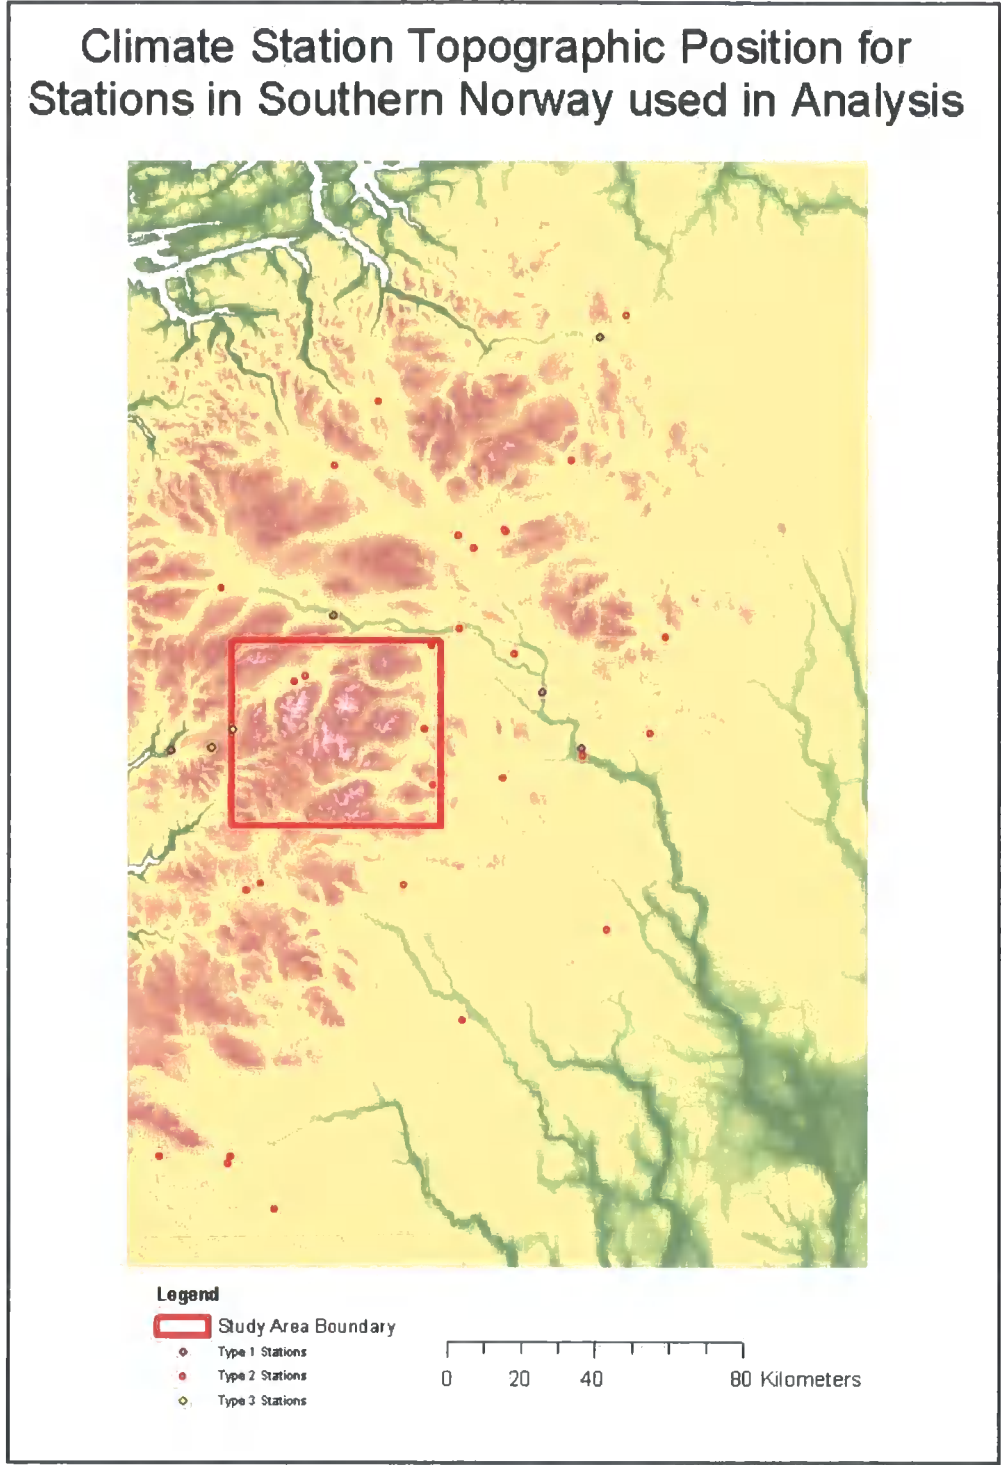 Climate Station Topographic Position for
Stations in Southern Norway used in Analysis
Legend
Study Area Boundary
Type 1 Stations
Type 2 Stations
Type 3 Stations
0 20 40 80 Kilometers